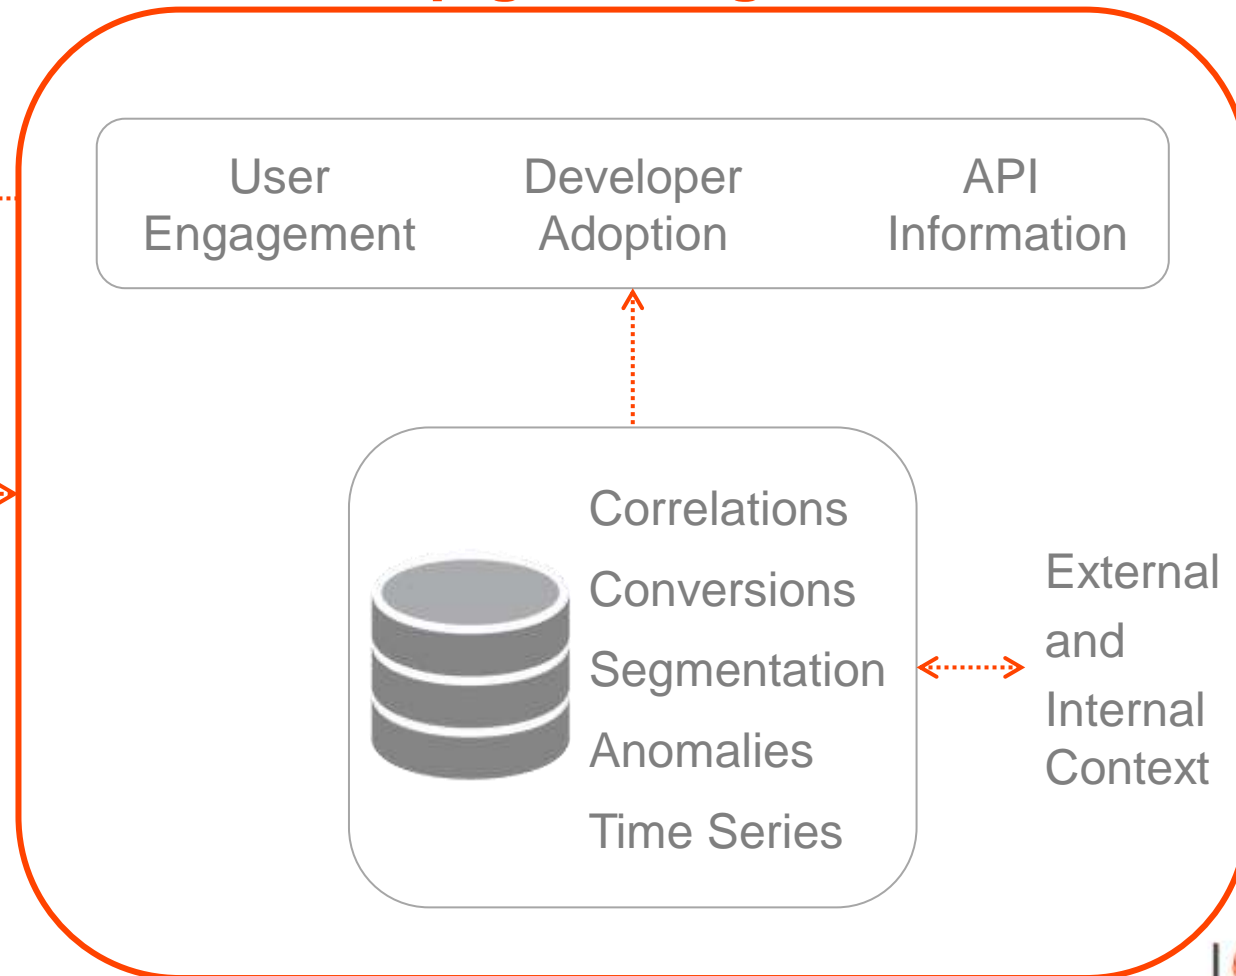 User
Engagement
Developer
Adoption
API
Information
Correlations
Conversions
Segmentation
Anomalies
Time Series
External
and
Internal
Context